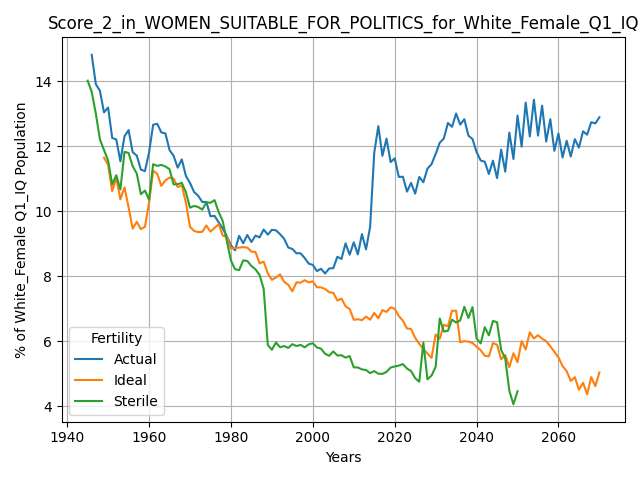 Score_2_in_WOMEN_SUITABLE_FOR_POLITICS_for_White_Female_Q1_IQ
% of White_Female Q1_IQ Population
14
12
10
8
6
4
Fertility
Actual
Ideal
Sterile
1940
1960
1980
2000
2020
2040
2060
Years